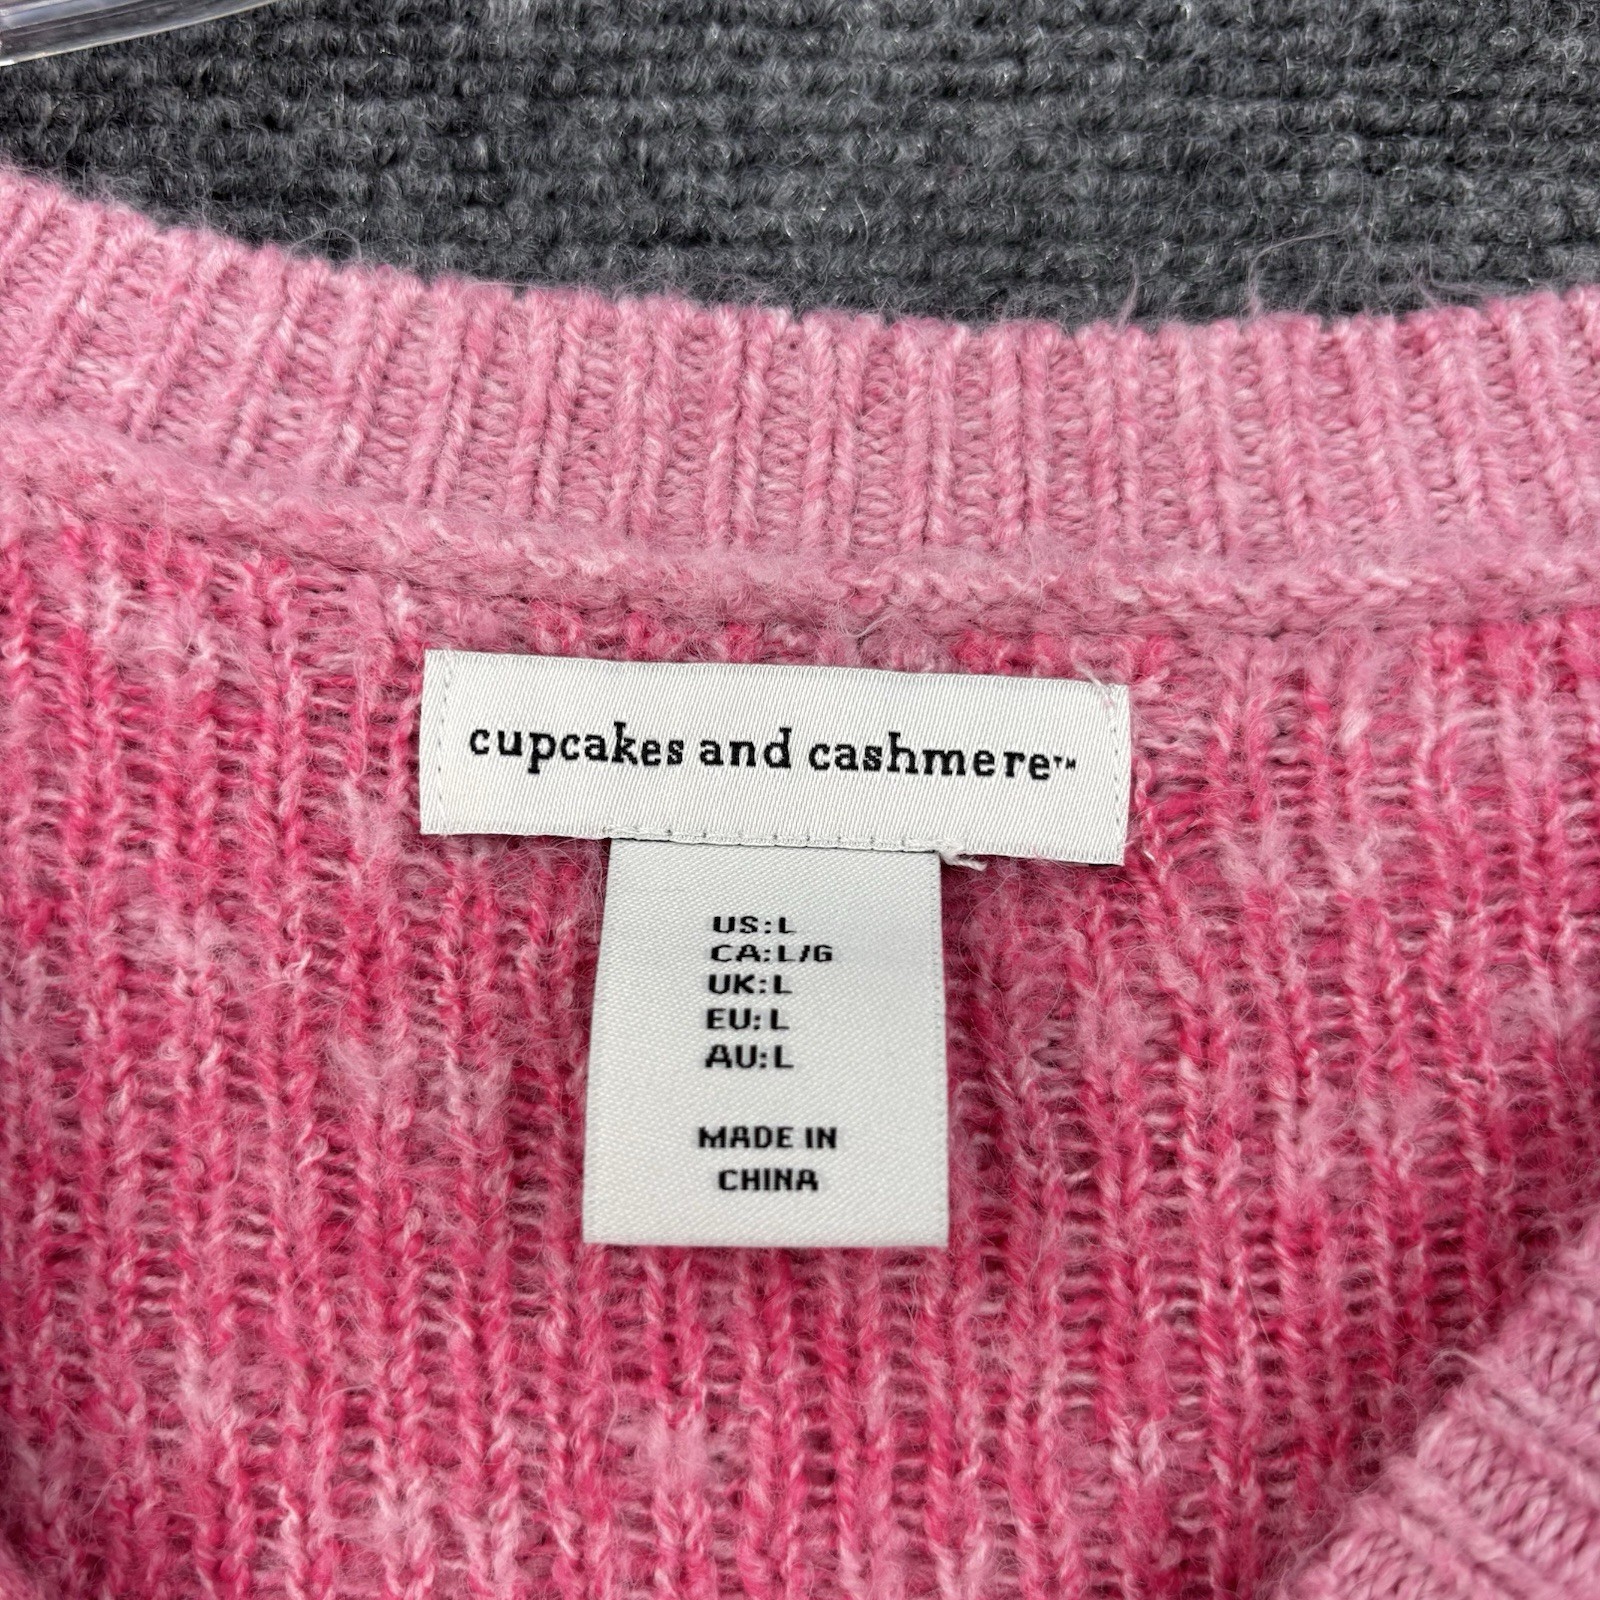 cupcakes and cashmere™
US:L
CA:L/G
UK:L
EU:L
AU:L
MADE IN
CHINA